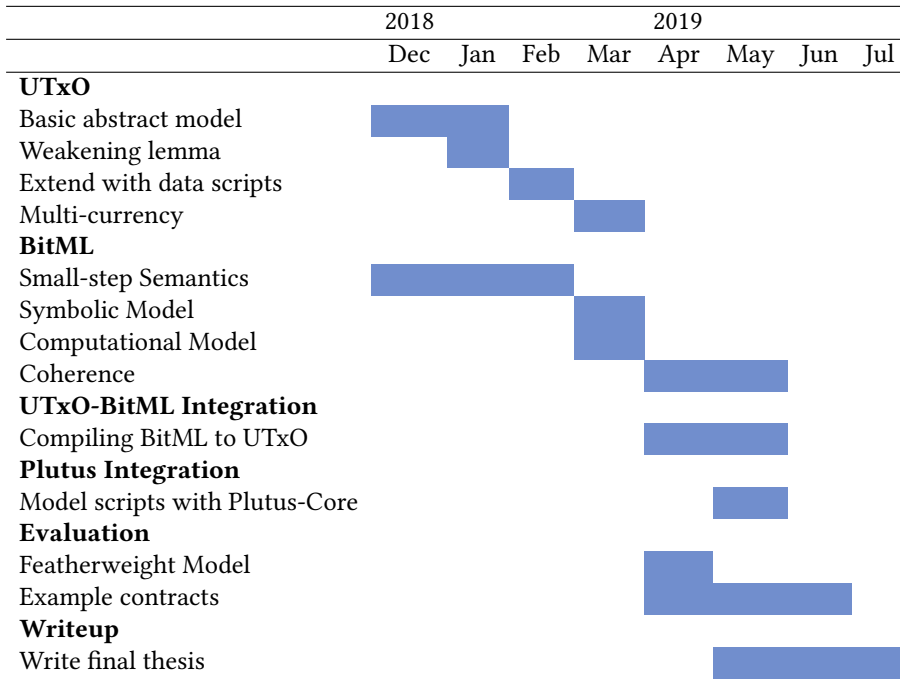 2018 2019
Dec Jan Feb Mar Apr May Jun Jul
UTxO
Basic abstract model
Weakening lemma
Extend with data scripts
Multi-currency
BitML
Small-step Semantics
Symbolic Model
Computational Model
Coherence
UTxO-BitML Integration
Compiling BitML to UTxO
Plutus Integration
Model scripts with Plutus-Core
Evaluation
Featherweight Model
Example contracts
Writeup
Write final thesis